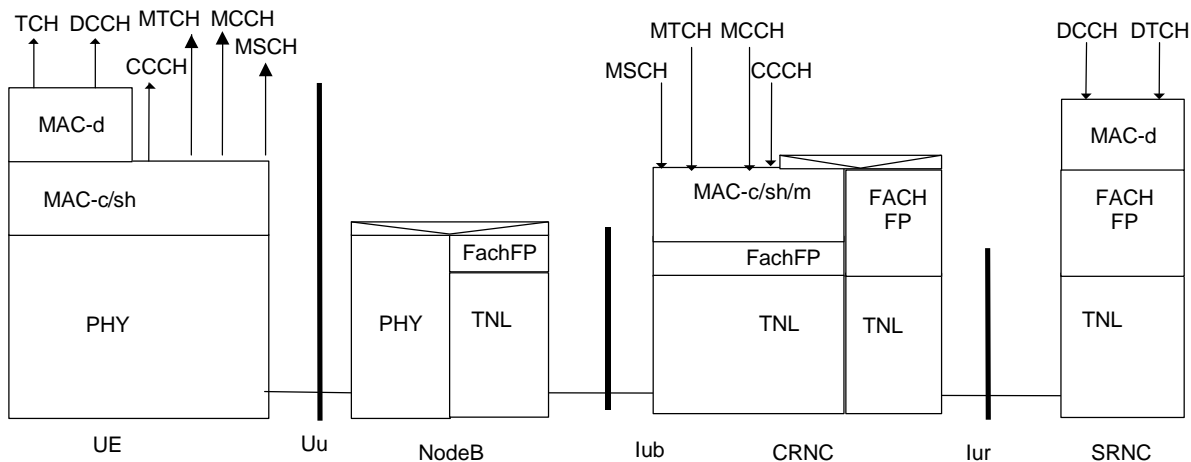 TCH DCCH MTCH MCCH
CCCH MSCH
MTCH MCCH
MSCH CCCH
DCCH DTCH
MAC-d
MAC-c/sh
PHY
FachFP
PHY TNL
MAC-c/sh/m
FachFP
TNL
FACH
FP
TNL
MAC-d
FACH
FP
TNL
UE Uu NodeB Iub CRNC Iur SRNC